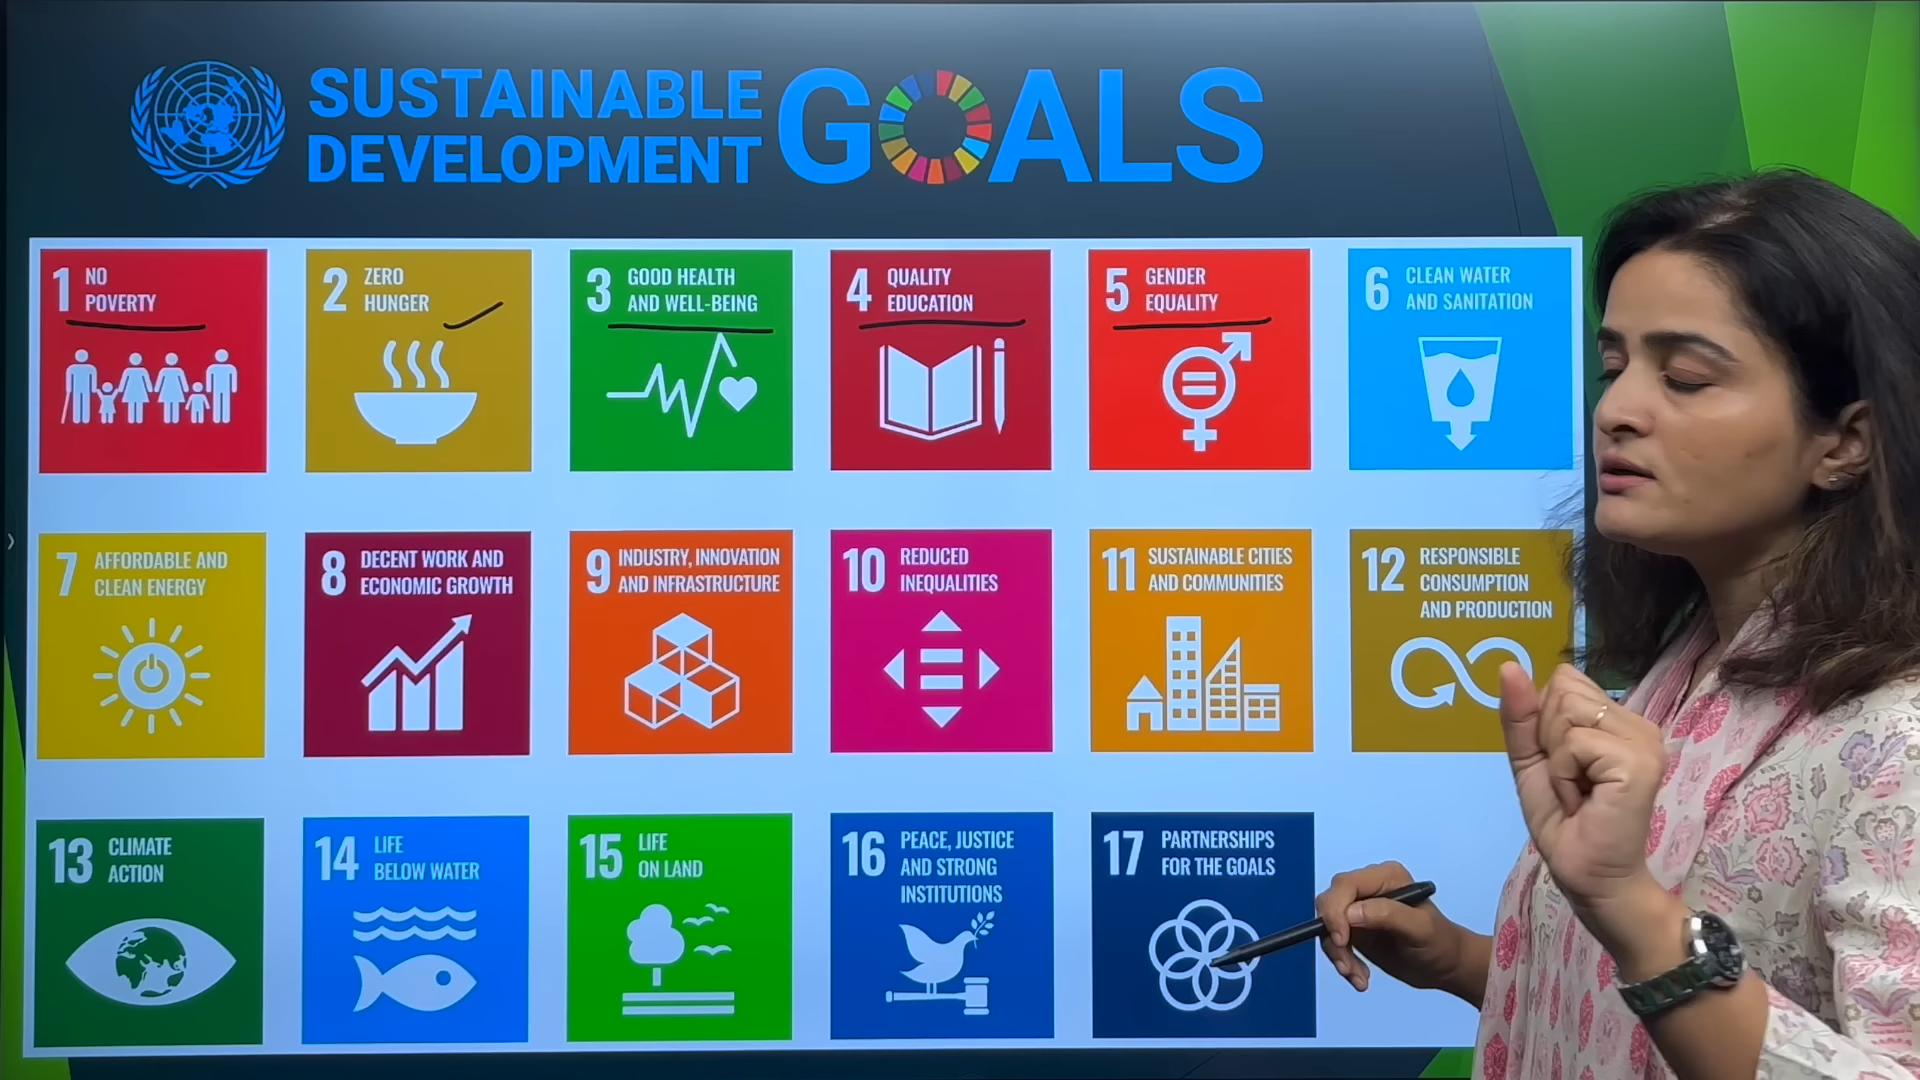 SUSTAINABLE
DEVELOPMENT
GOALS
1 NO
POVERTY
2 ZERO
HUNGER
3 GOOD HEALTH
AND WELL-BEING
4 QUALITY
EDUCATION
5 GENDER
EQUALITY
6 CLEAN WATER
AND SANITATION
7 AFFORDABLE AND
CLEAN ENERGY
8 DECENT WORK AND
ECONOMIC GROWTH
9 INDUSTRY, INNOVATION
AND INFRASTRUCTURE
10 REDUCED
INEQUALITIES
11 SUSTAINABLE CITIES
AND COMMUNITIES
12 RESPONSIBLE
CONSUMPTION
AND PRODUCTION
13 CLIMATE
ACTION
14 LIFE
BELOW WATER
15 LIFE
ON LAND
16 PEACE, JUSTICE
AND STRONG
INSTITUTIONS
17 PARTNERSHIPS
FOR THE GOALS